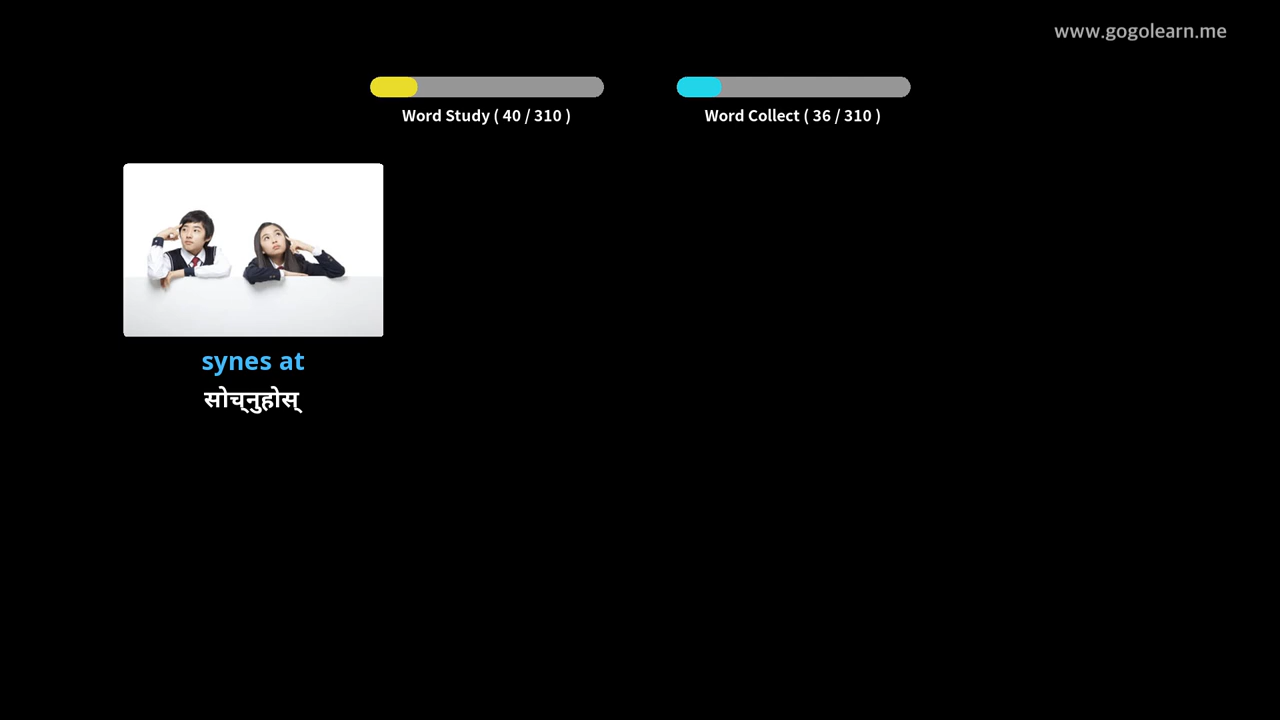 www.gogolearn.me
Word Study ( 40 / 310 )
Word Collect ( 36 / 310 )
synes at
सोच्नुहोस्